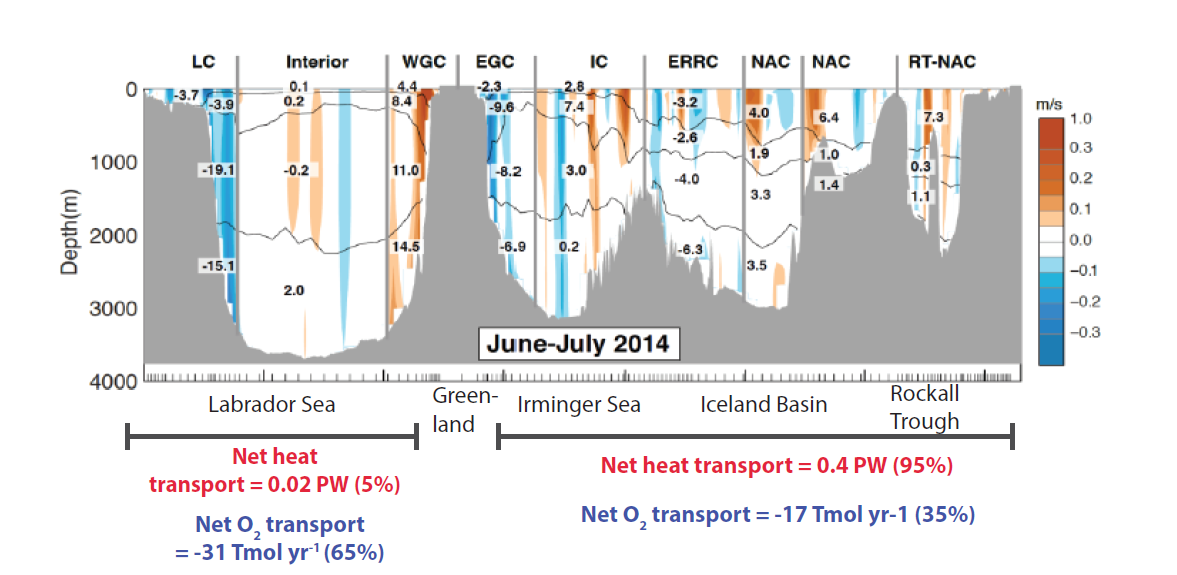 LC Interior WGC EGC IC ERRC NAC NAC RT-NAC
0
1000
2000
3000
4000
Depth(m)
-3.7 -3.9 0.1 4.4 -2.3 2.8
0.2 8.4 -9.6 7.4 -3.2 4.0 6.4 7.3
-2.6
1.9 1.0
-19.1 -0.2 11.0 -8.2 3.0 -4.0 0.3
3.3 1.4 1.1
14.5 -6.9 0.2 -6.3
-15.1 3.5
2.0
m/s
1.0
0.3
0.2
0.1
0.0
−0.1
−0.2
−0.3
June-July 2014
Labrador Sea
Green-
land
Irminger Sea
Iceland Basin
Rockall
Trough
Net heat
transport = 0.02 PW (5%)
Net O2 transport
= -31 Tmol yr-1 (65%)
Net heat transport = 0.4 PW (95%)
Net O2 transport = -17 Tmol yr-1 (35%)